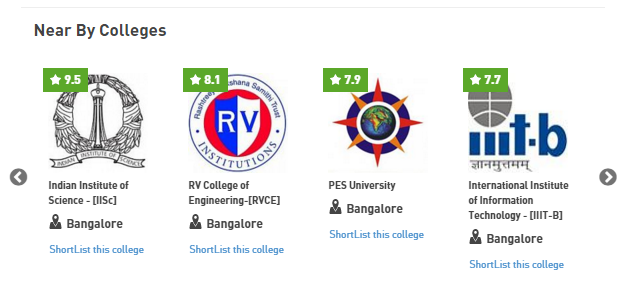 Near By Colleges
9.5
INDIAN INSTITUTE OF SCIENCE
Indian Institute of
Science - [IISc]
Bangalore
ShortList this college
8.1
Samithi Trust
RV
INSTITUTIONS
RV College of
Engineering-[RVCE]
Bangalore
ShortList this college
7.9
PES University
Bangalore
ShortList this college
7.7
iiit-b
ज्ञानमुत्तमम्
International Institute
of Information
Technology - [IIIT-B]
Bangalore
ShortList this college